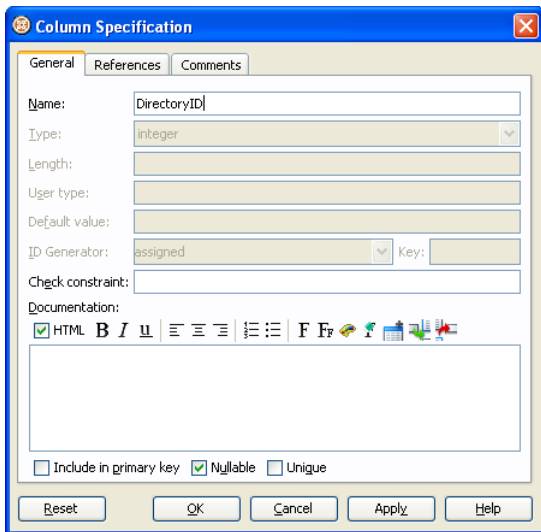 Column Specification
General References Comments
Name: DirectoryID
Type: integer
Length:
User type:
Default value:
ID Generator: assigned Key:
Check constraint:
Documentation:
HTML B I u F FF
Include in primary key Nullable Unique
Reset OK Cancel Apply Help